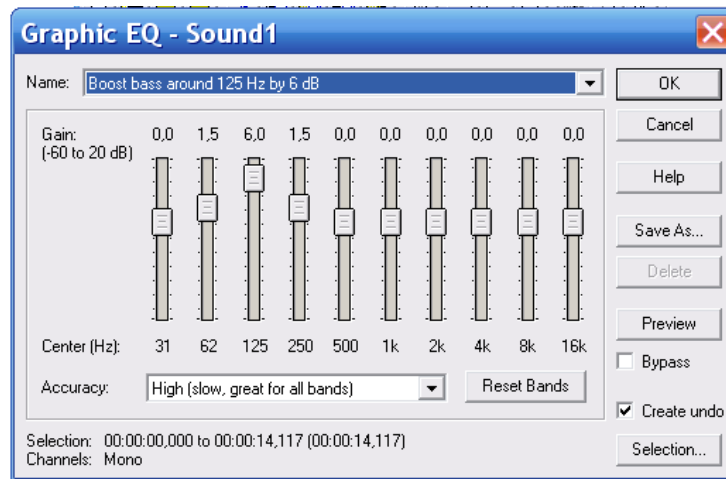 Graphic EQ - Sound1
Name: Boost bass around 125 Hz by 6 dB
OK
Gain: 0,0 1,5 6,0 1,5 0,0 0,0 0,0 0,0 0,0 0,0
(-60 to 20 dB)
Cancel
Help
Save As...
Delete
Preview
Center (Hz): 31 62 125 250 500 1k 2k 4k 8k 16k
Bypass
Accuracy: High (slow, great for all bands) Reset Bands
Create undo
Selection: 00:00:00,000 to 00:00:14,117 (00:00:14,117)
Channels: Mono
Selection...